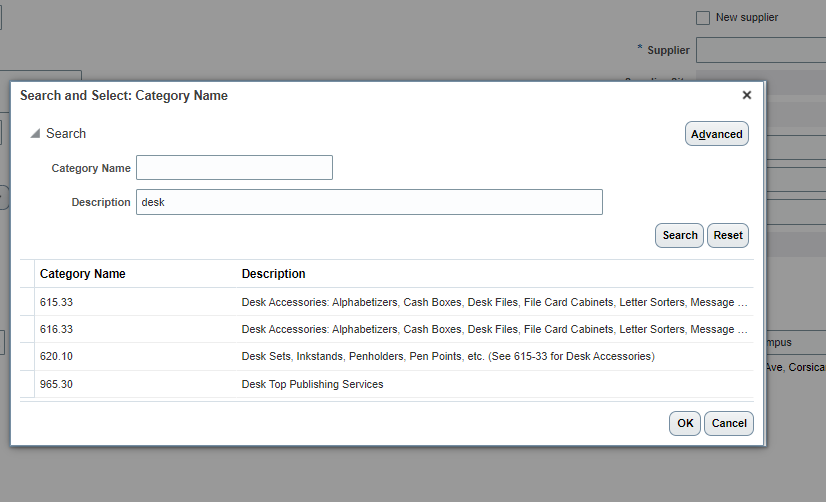 New supplier
* Supplier
Search and Select: Category Name
Search
Advanced
Category Name
Description desk
Search Reset
Category Name Description
615.33 Desk Accessories: Alphabetizers, Cash Boxes, Desk Files, File Card Cabinets, Letter Sorters, Message ...
616.33 Desk Accessories: Alphabetizers, Cash Boxes, Desk Files, File Card Cabinets, Letter Sorters, Message ...
620.10 Desk Sets, Inkstands, Penholders, Pen Points, etc. (See 615-33 for Desk Accessories)
mpus
Ave, Corsica
965.30 Desk Top Publishing Services
OK Cancel